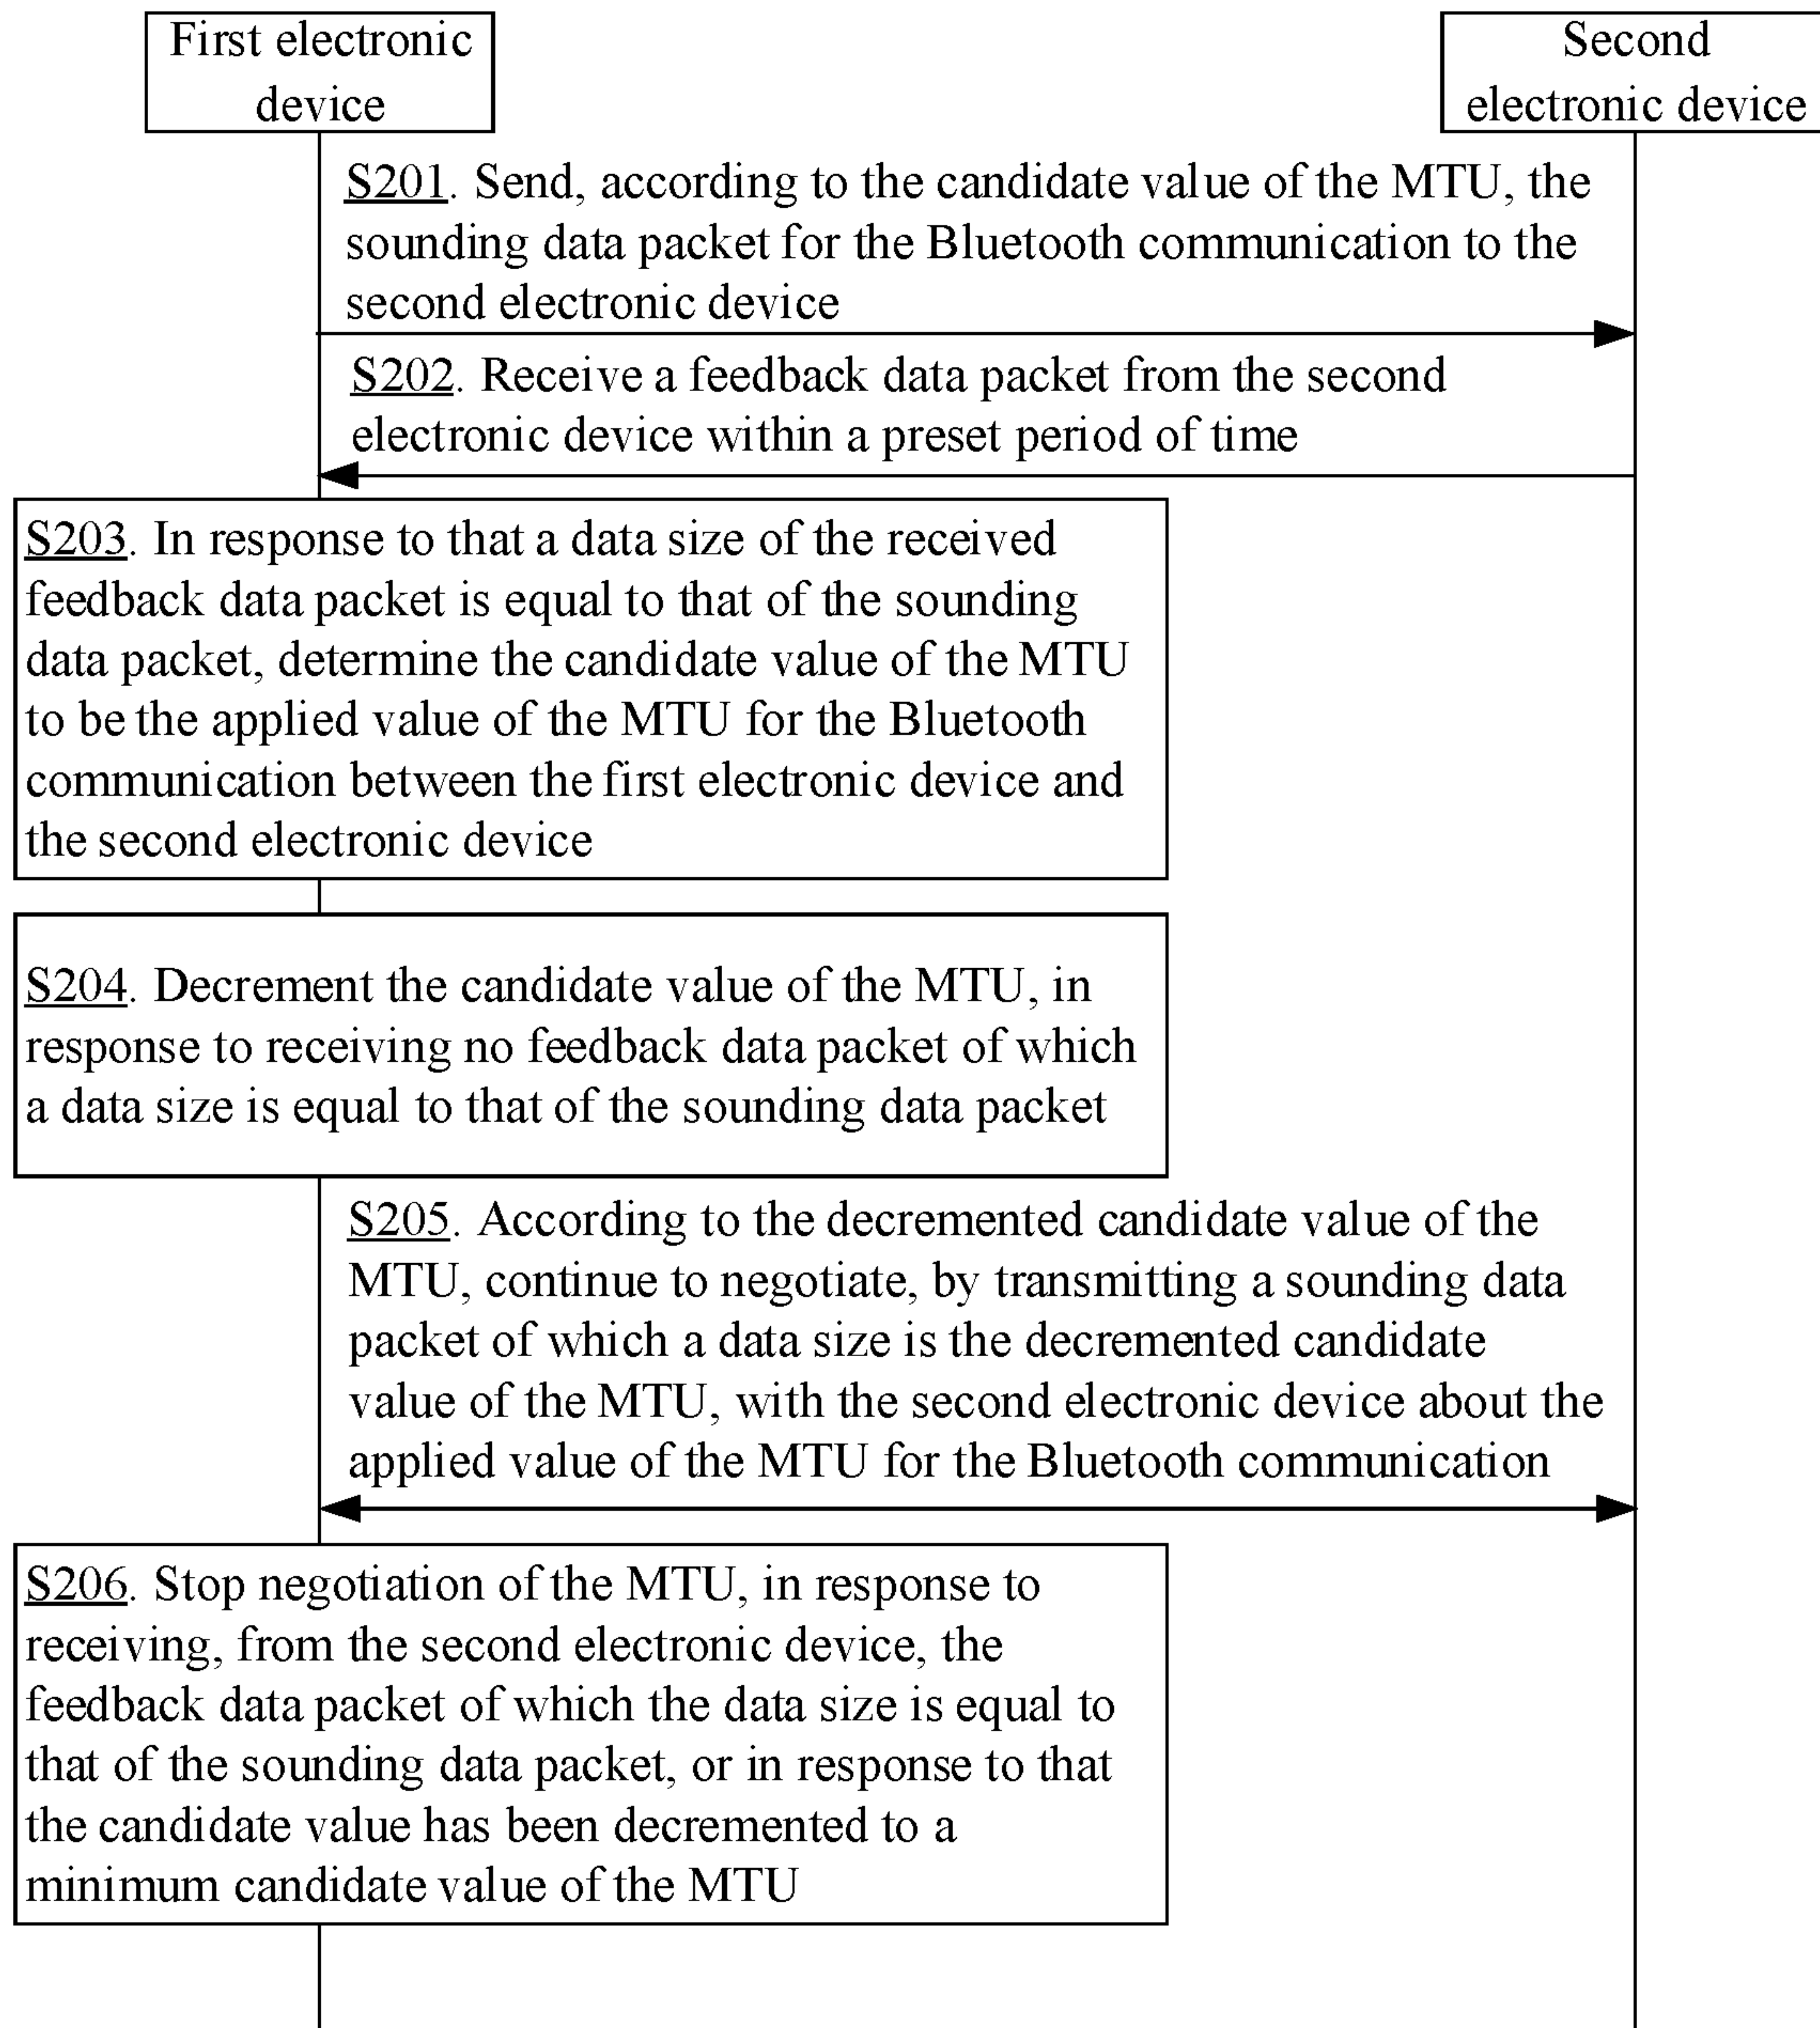 First electronic
device
Second
electronic device
S201. Send, according to the candidate value of the MTU, the
sounding data packet for the Bluetooth communication to the
second electronic device
S202. Receive a feedback data packet from the second
electronic device within a preset period of time
S203. In response to that a data size of the received
feedback data packet is equal to that of the sounding
data packet, determine the candidate value of the MTU
to be the applied value of the MTU for the Bluetooth
communication between the first electronic device and
the second electronic device
S204. Decrement the candidate value of the MTU, in
response to receiving no feedback data packet of which
a data size is equal to that of the sounding data packet
S205. According to the decremented candidate value of the
MTU, continue to negotiate, by transmitting a sounding data
packet of which a data size is the decremented candidate
value of the MTU, with the second electronic device about the
applied value of the MTU for the Bluetooth communication
S206. Stop negotiation of the MTU, in response to
receiving, from the second electronic device, the
feedback data packet of which the data size is equal to
that of the sounding data packet, or in response to that
the candidate value has been decremented to a
minimum candidate value of the MTU